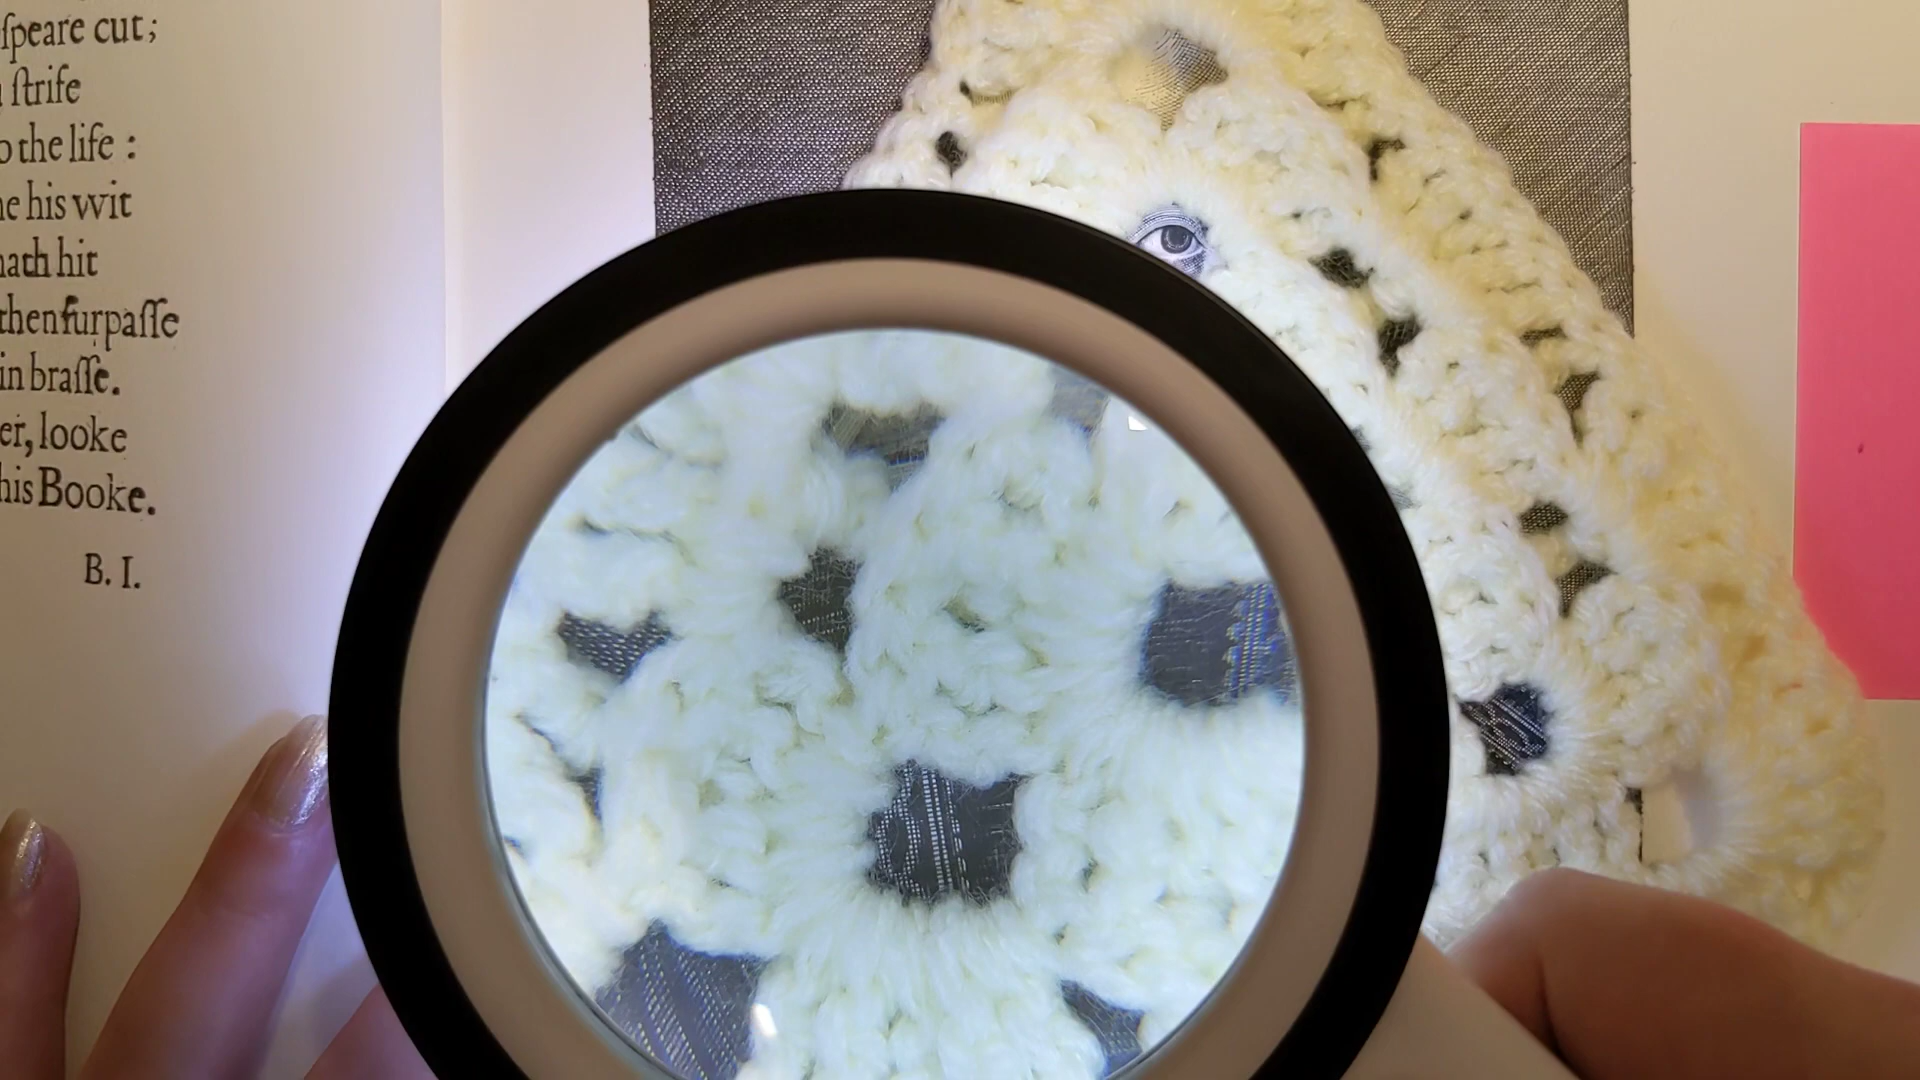 ſpeare cut;
ſtrife
o the life :
e his wit
hath hit
then ſurpaſſe
in braſſe.
er, looke
his Booke.
B. I.